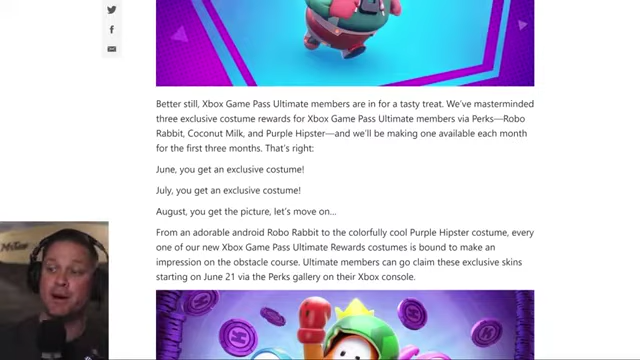 Better still, Xbox Game Pass Ultimate members are in for a tasty treat. We've masterminded
three exclusive costume rewards for Xbox Game Pass Ultimate members via Perks—Robo
Rabbit, Coconut Milk, and Purple Hipster—and we'll be making one available each month
for the first three months. That's right:
June, you get an exclusive costume!
July, you get an exclusive costume!
August, you get the picture, let's move on...
From an adorable android Robo Rabbit to the colorfully cool Purple Hipster costume, every
one of our new Xbox Game Pass Ultimate Rewards costumes is bound to make an
impression on the obstacle course. Ultimate members can go claim these exclusive skins
starting on June 21 via the Perks gallery on their Xbox console.